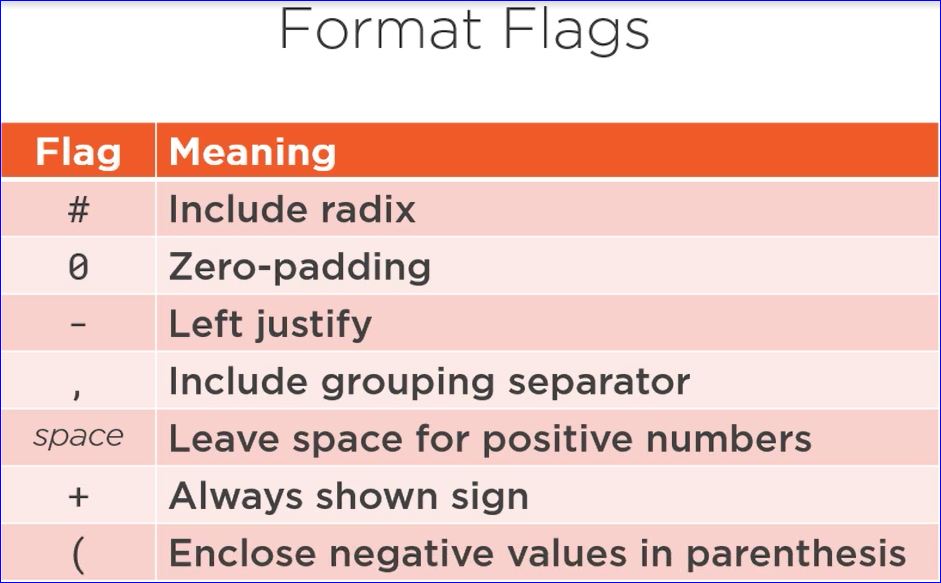 Format Flags
Flag Meaning
# Include radix
0 Zero-padding
- Left justify
, Include grouping separator
space Leave space for positive numbers
+ Always shown sign
( Enclose negative values in parenthesis